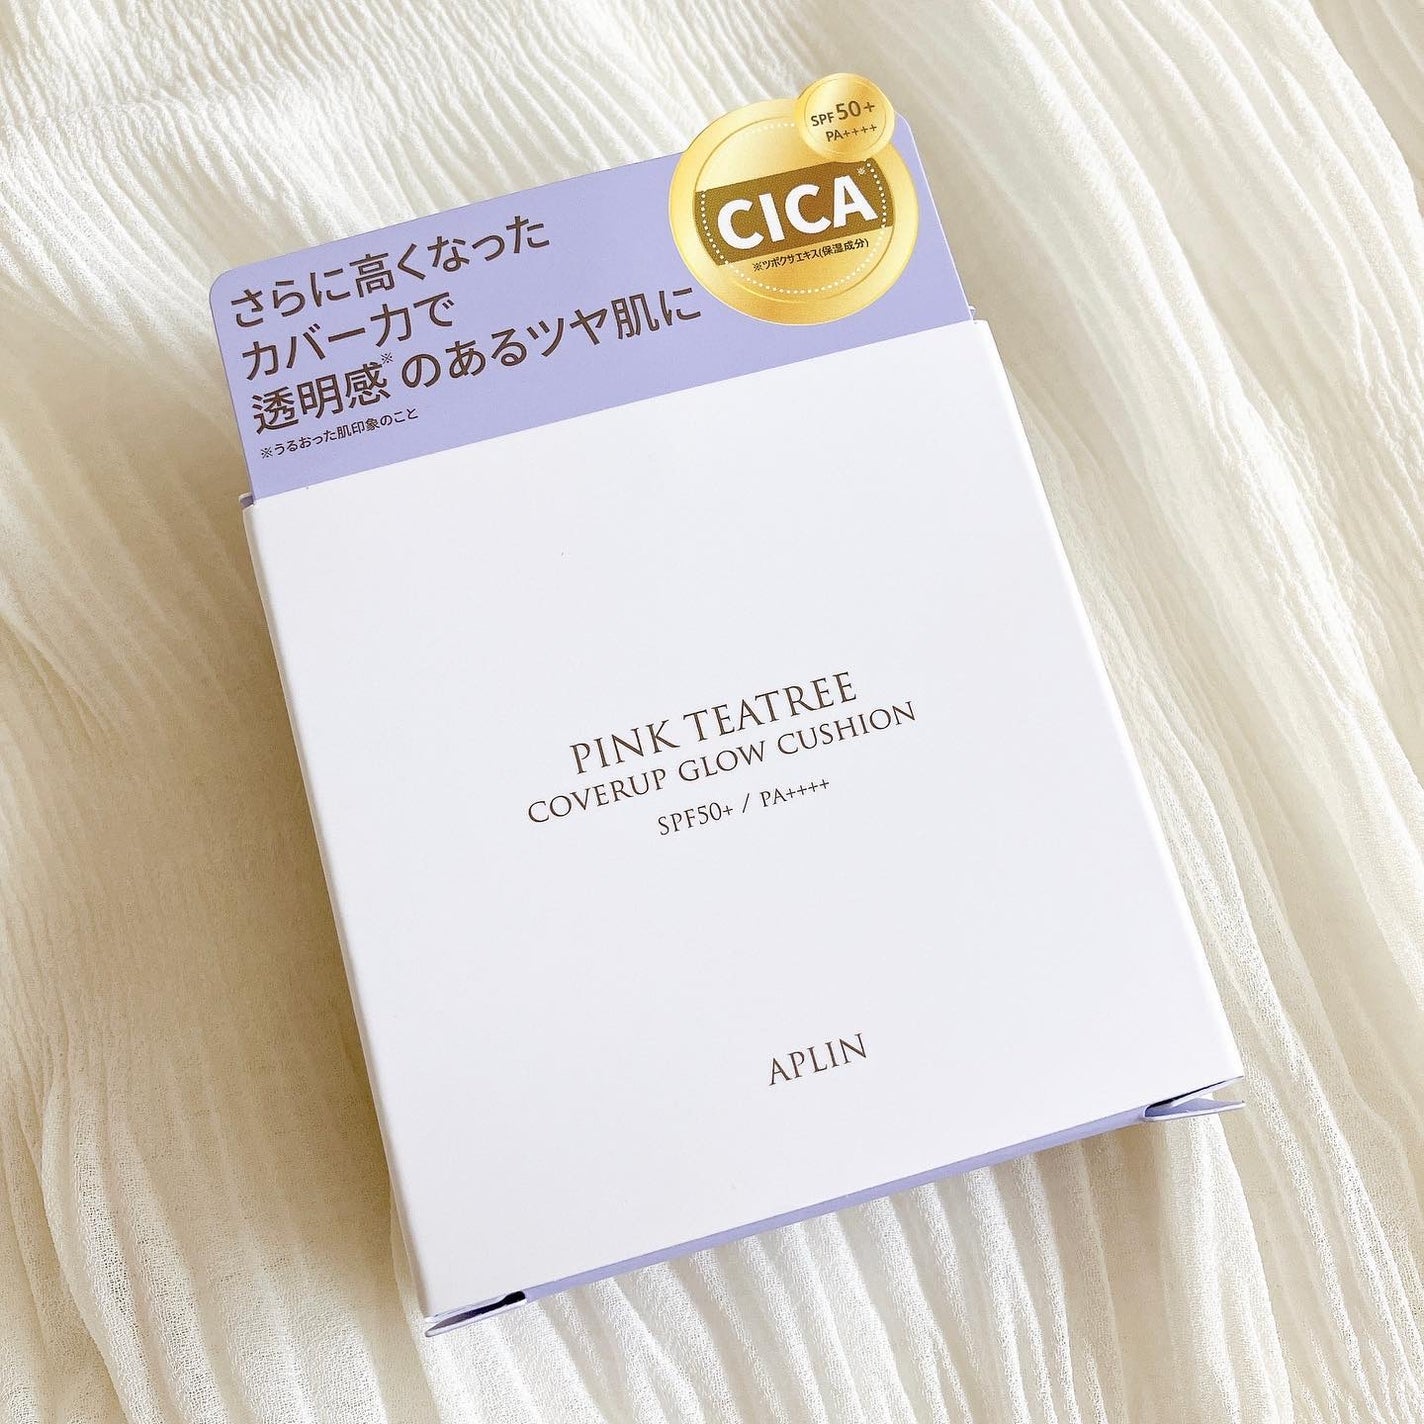 SPF 50+
PA++++
CICA※
※ツボクサエキス(保湿成分)
さらに高くなった
カバー力で
透明感※のあるツヤ肌に
※うるおった肌印象のこと
PINK TEATREE
COVERUP GLOW CUSHION
SPF50+ / PA++++
APLIN